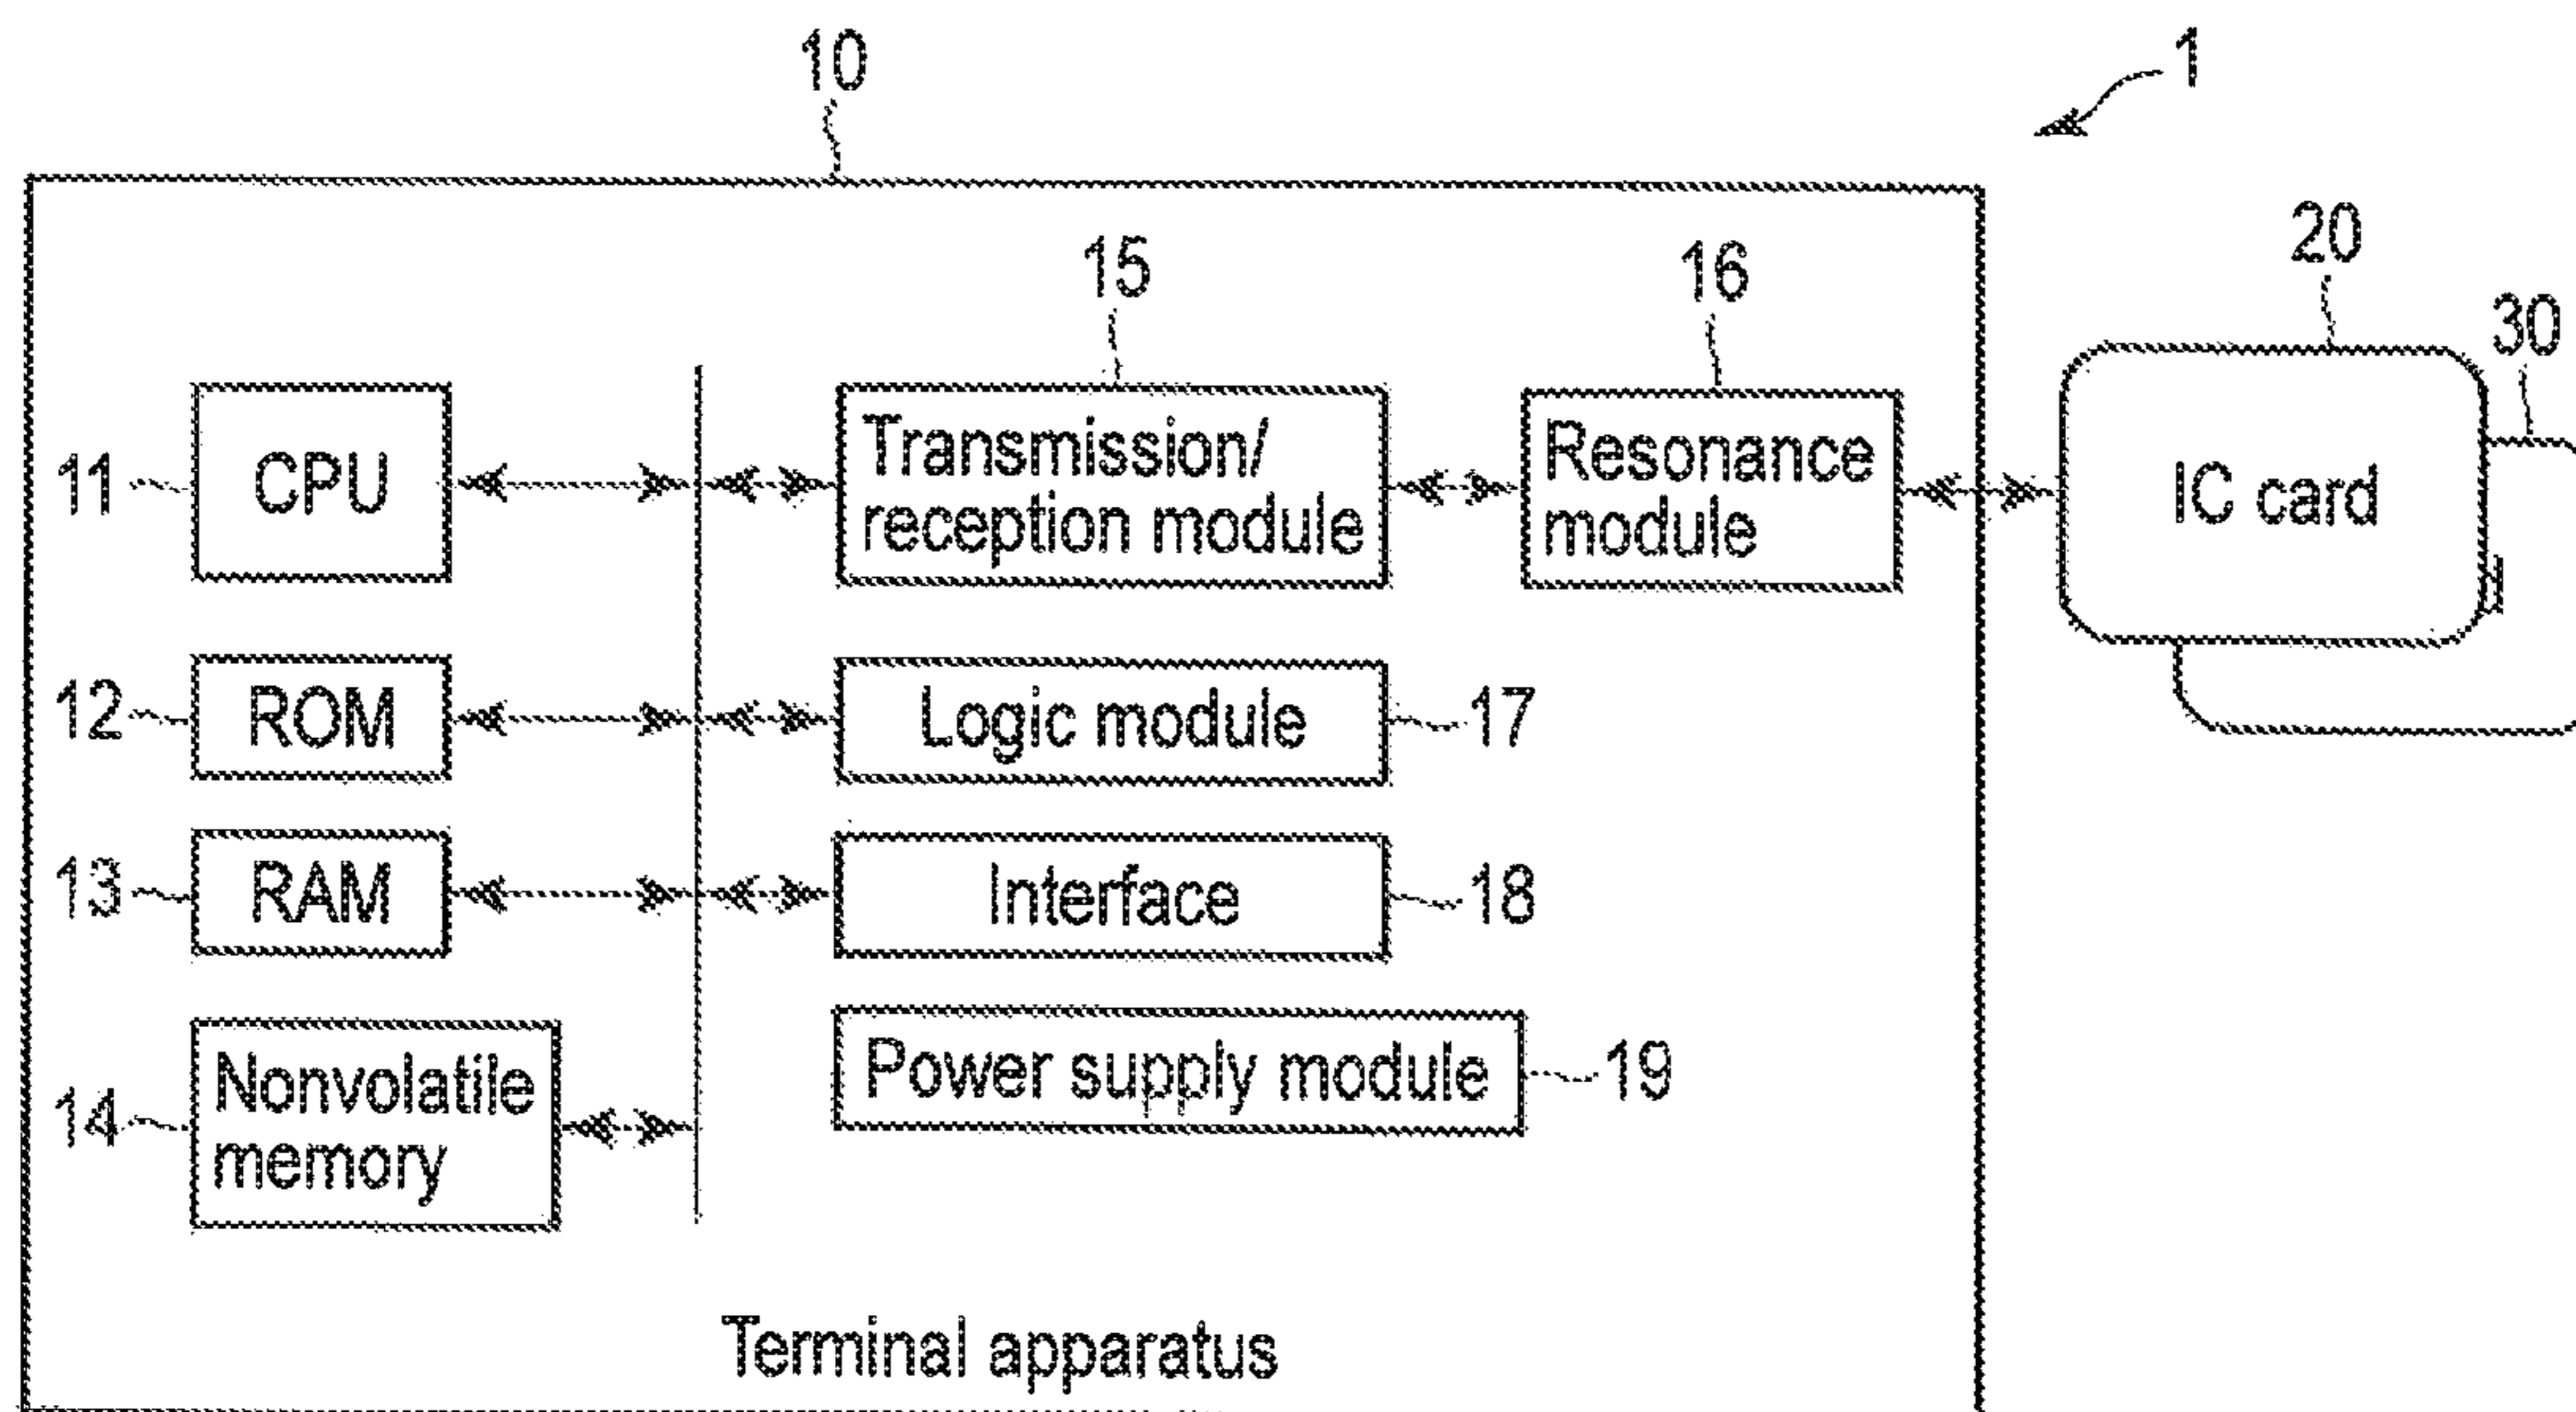 10
1
15
16
20
30
11
CPU
Transmission/
reception module
Resonance
module
IC card
12
ROM
Logic module
17
13
RAM
Interface
18
14
Nonvolatile
memory
Power supply module
19
Terminal apparatus